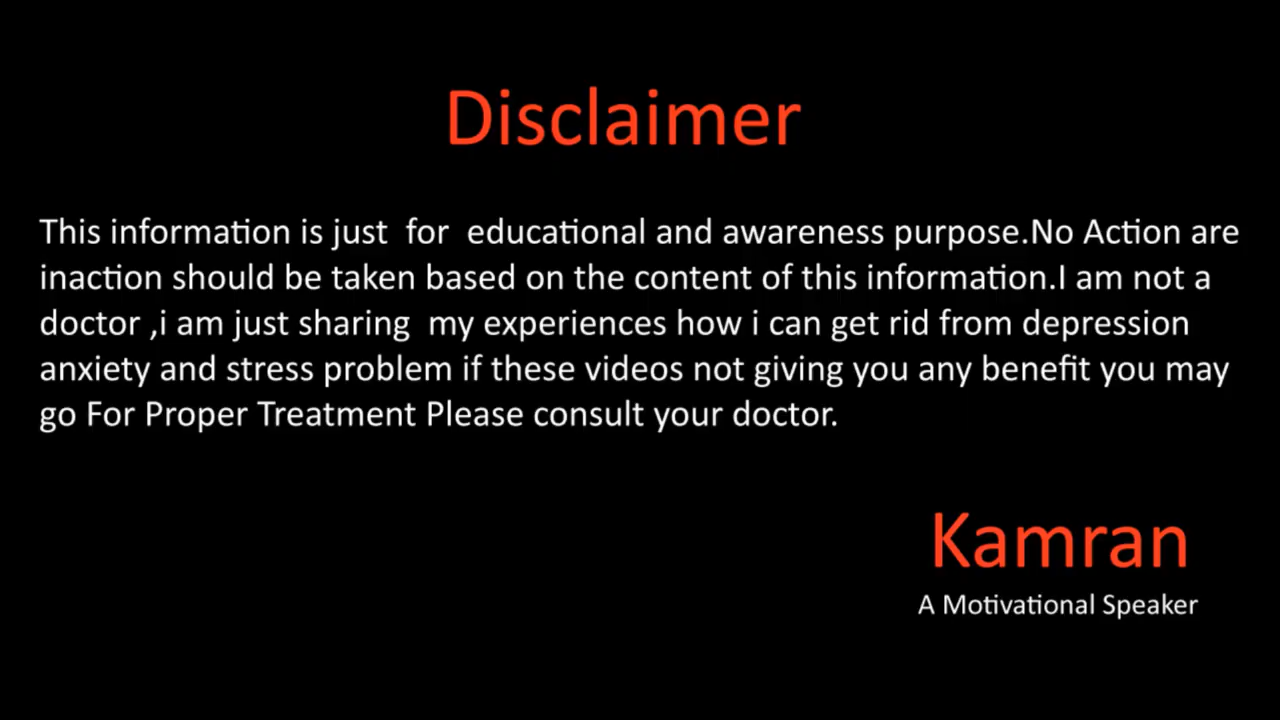 Disclaimer
This information is just  for  educational and awareness purpose.No Action are
inaction should be taken based on the content of this information.I am not a
doctor ,i am just sharing  my experiences how i can get rid from depression
anxiety and stress problem if these videos not giving you any benefit you may
go For Proper Treatment Please consult your doctor.
Kamran
A Motivational Speaker